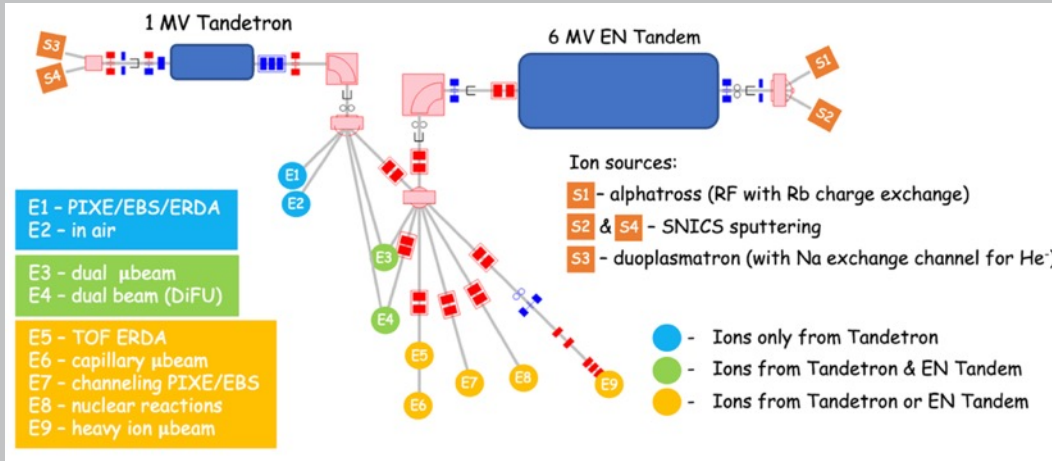 1 MV Tandetron
6 MV EN Tandem
S3
S4
S1
S2
E1
E2
E3
E4
E5
E6
E7
E8
E9
E1 – PIXE/EBS/ERDA
E2 – in air
E3 – dual μbeam
E4 – dual beam (DiFU)
E5 – TOF ERDA
E6 – capillary μbeam
E7 – channeling PIXE/EBS
E8 – nuclear reactions
E9 – heavy ion μbeam
Ion sources:
S1 – alphatross (RF with Rb charge exchange)
S2 & S4 – SNICS sputtering
S3 – duoplasmatron (with Na exchange channel for He⁻)
- Ions only from Tandetron
- Ions from Tandetron & EN Tandem
- Ions from Tandetron or EN Tandem